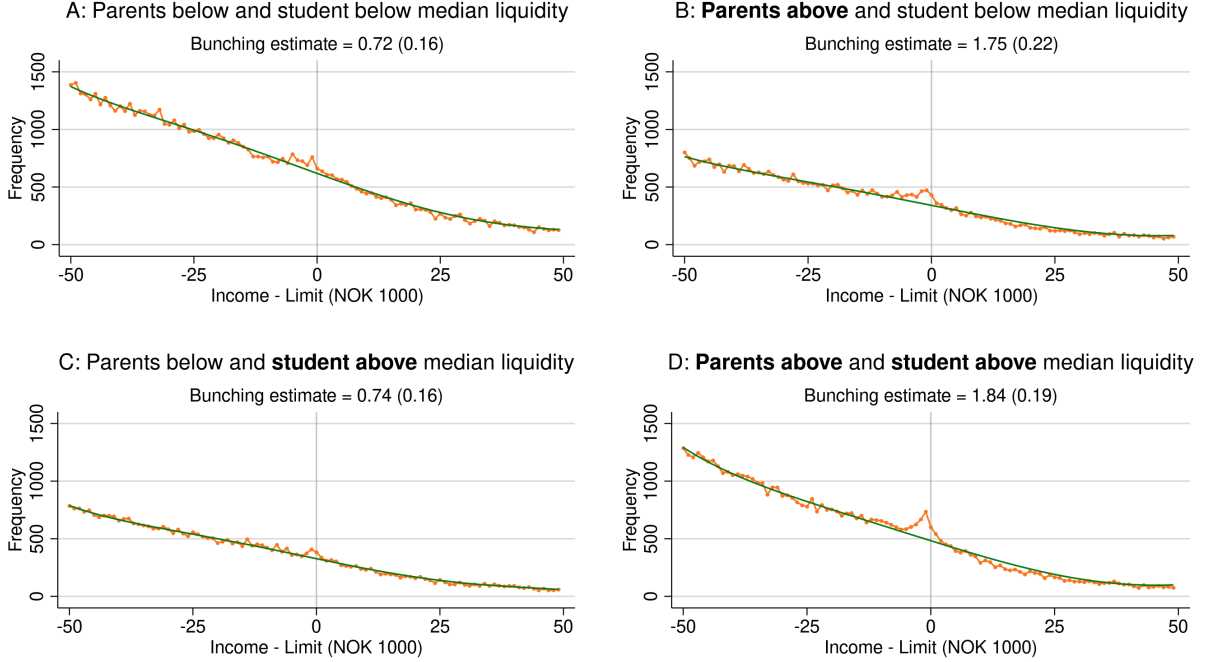 A: Parents below and student below median liquidity
Bunching estimate = 0.72 (0.16)
Frequency
1500
1000
500
0
-50
-25
0
25
50
Income - Limit (NOK 1000)
B: Parents above and student below median liquidity
Bunching estimate = 1.75 (0.22)
Frequency
1500
1000
500
0
-50
-25
0
25
50
Income - Limit (NOK 1000)
C: Parents below and student above median liquidity
Bunching estimate = 0.74 (0.16)
Frequency
1500
1000
500
0
-50
-25
0
25
50
Income - Limit (NOK 1000)
D: Parents above and student above median liquidity
Bunching estimate = 1.84 (0.19)
Frequency
1500
1000
500
0
-50
-25
0
25
50
Income - Limit (NOK 1000)